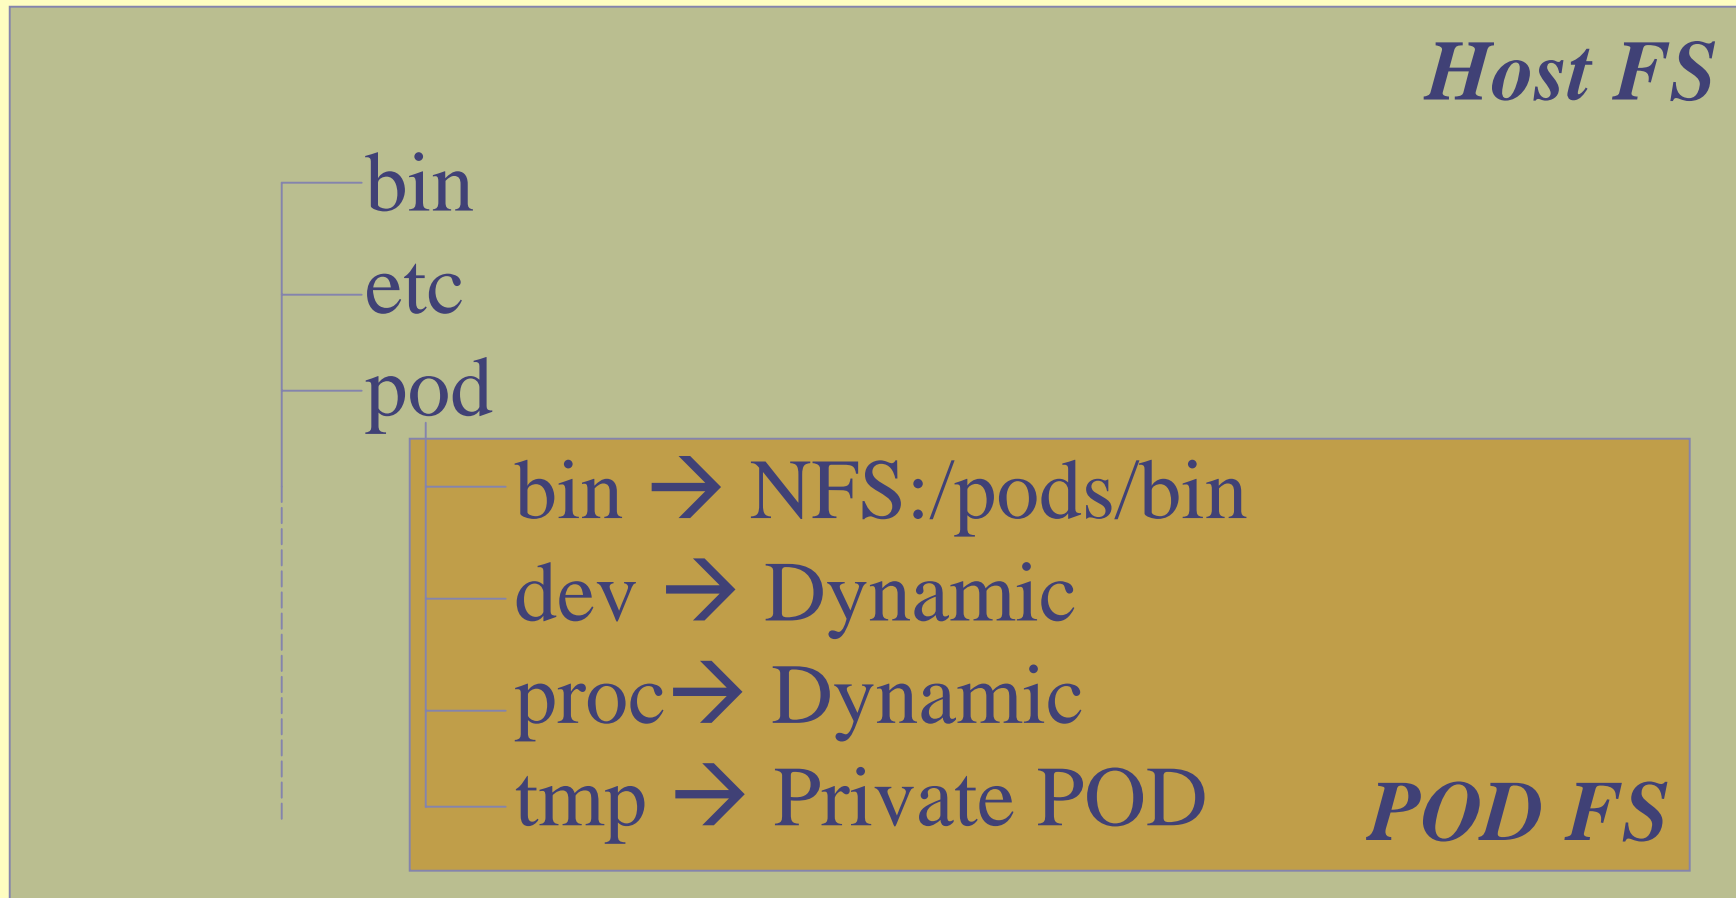 Host FS
bin
etc
pod
bin → NFS:/pods/bin
dev → Dynamic
proc → Dynamic
tmp → Private POD
POD FS